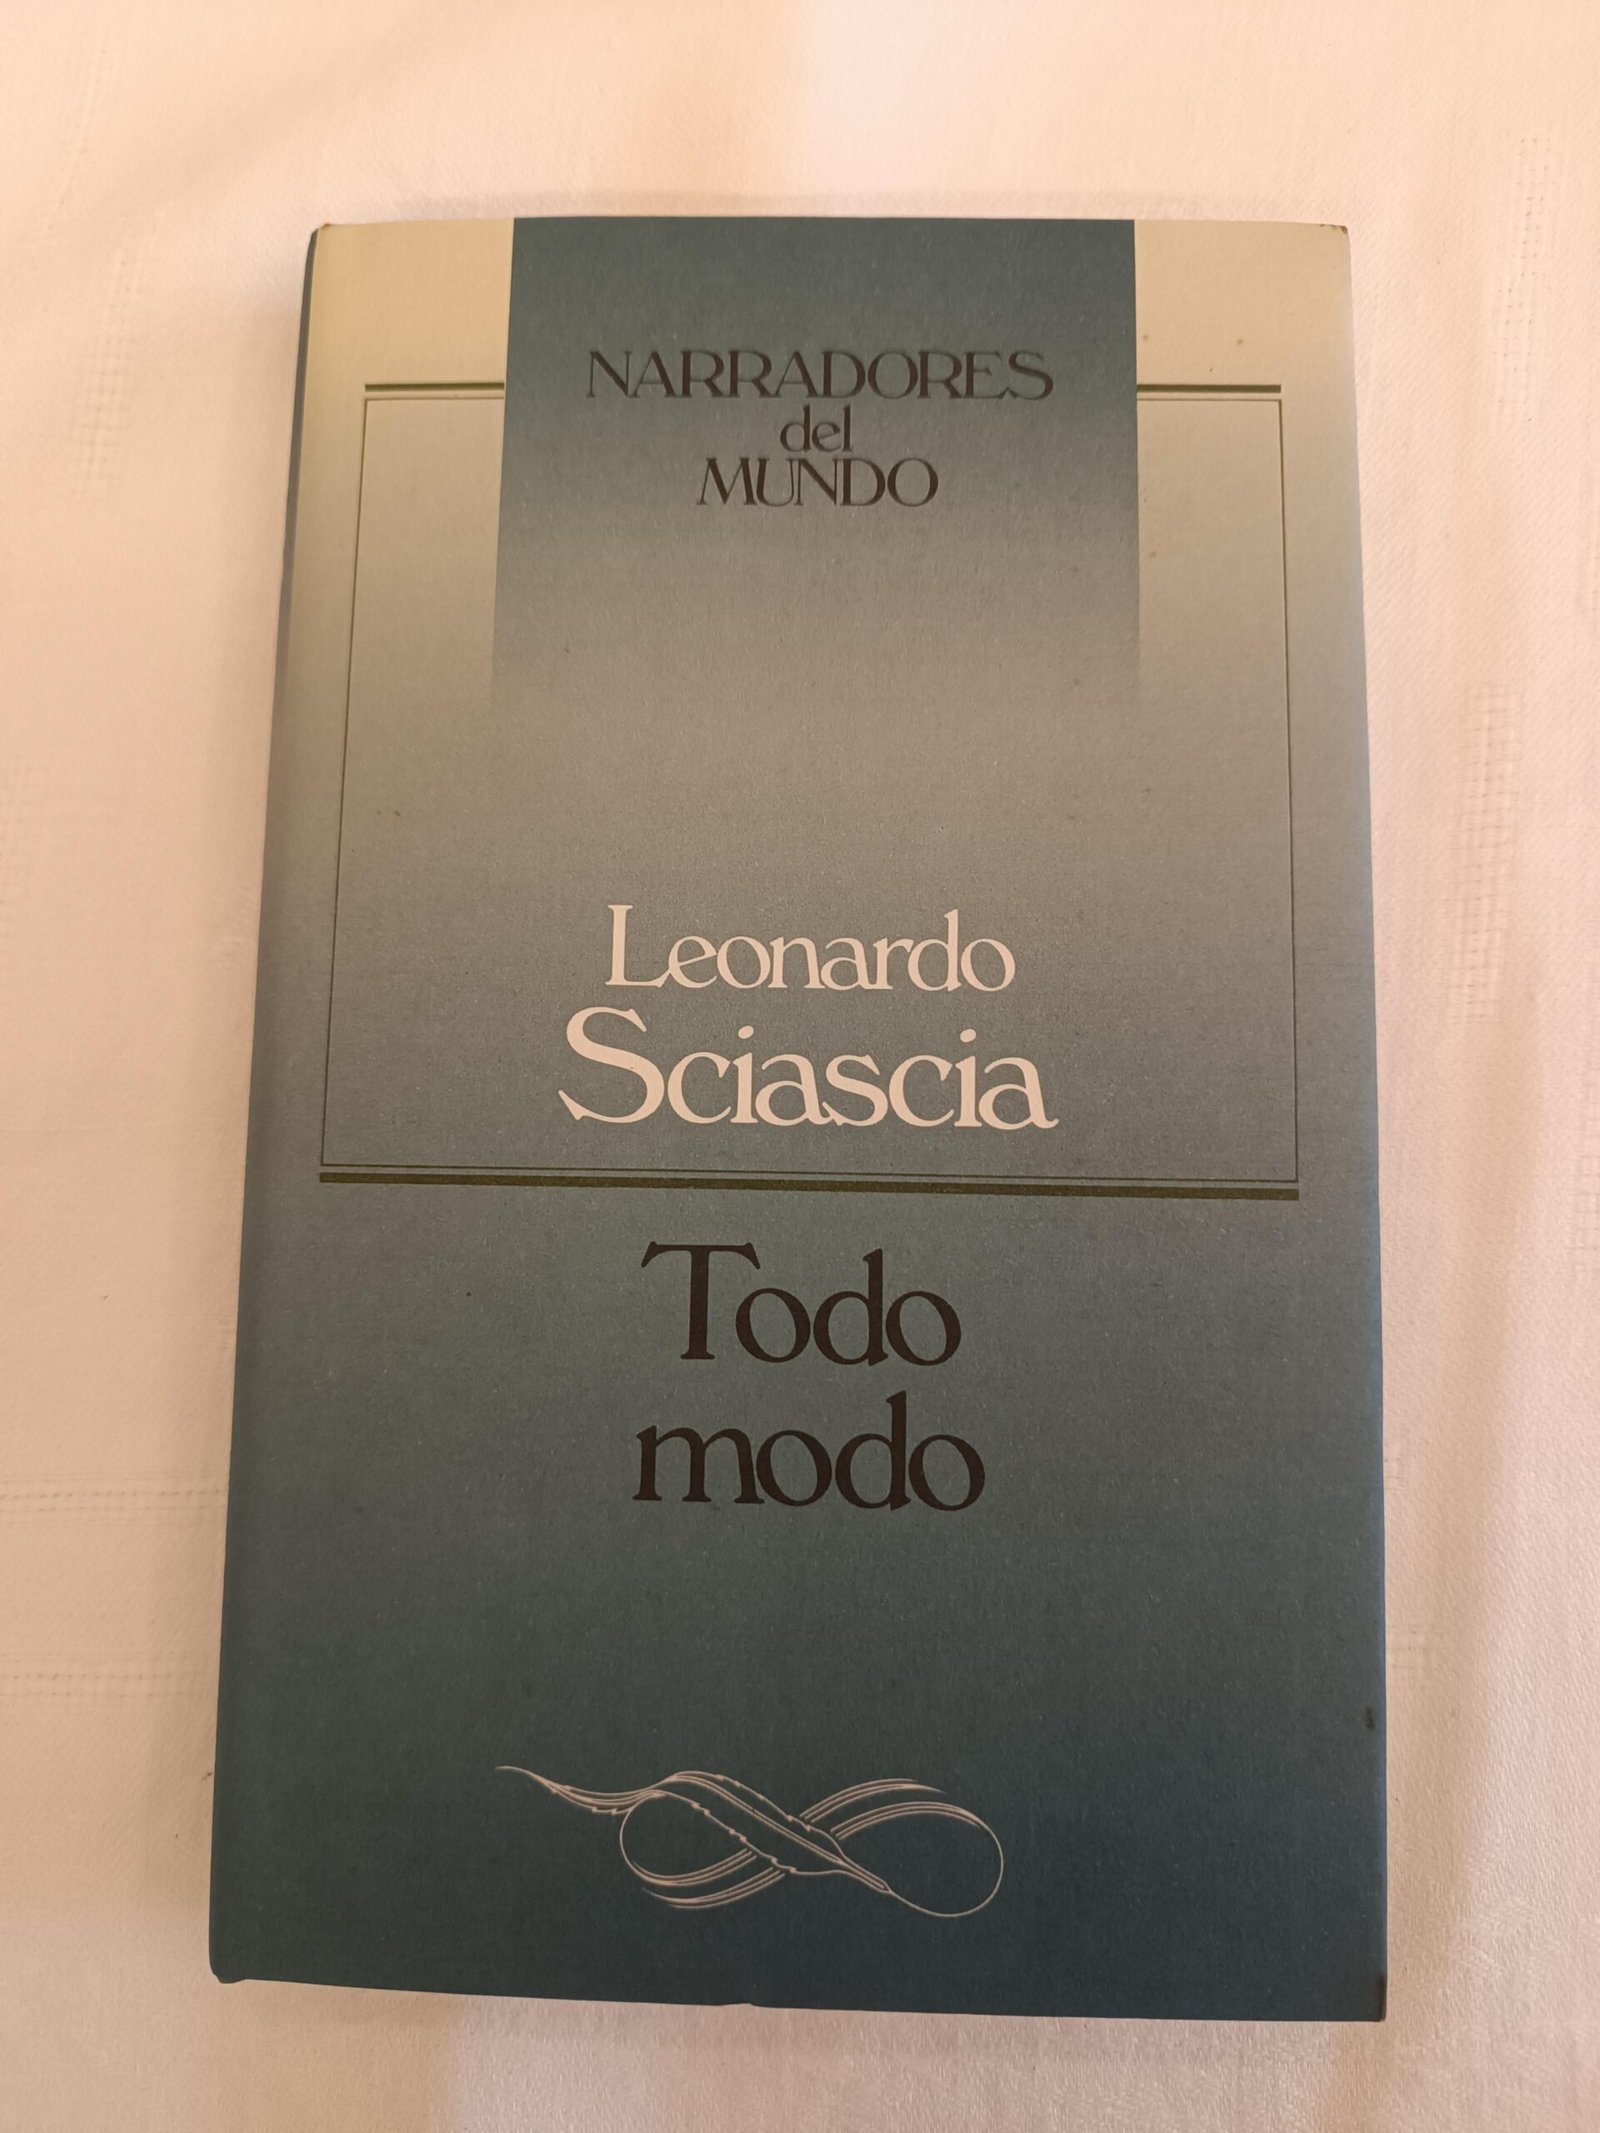 NARRADORES
del
MUNDO
Leonardo
Sciascia
Todo
modo